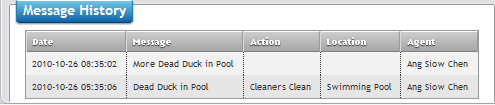 Message History
Date Message Action Location Agent
2010-10-26 08:35:02 More Dead Duck in Pool Ang Siow Chen
2010-10-26 05:35:06 Dead Duck in Pool Cleaners Clean Swimming Pool Ang Siow Chen